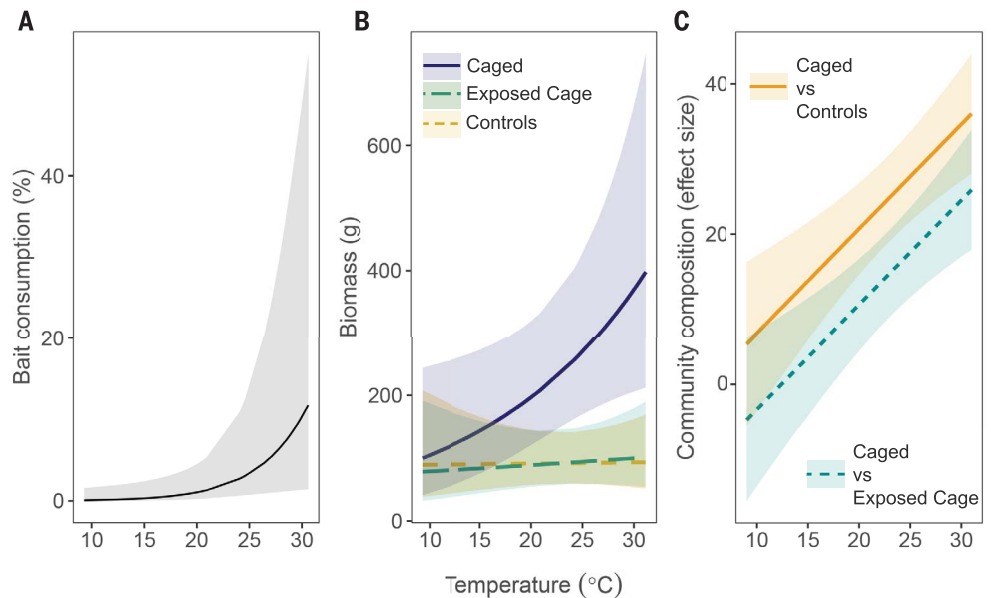 A
B
C
Bait consumption (%)
40
20
0
10 15 20 25 30
Biomass (g)
600
400
200
0
10 15 20 25 30
Caged
Exposed Cage
Controls
Temperature (°C)
Community composition (effect size)
40
20
0
10 15 20 25 30
Caged
vs
Controls
Caged
vs
Exposed Cage